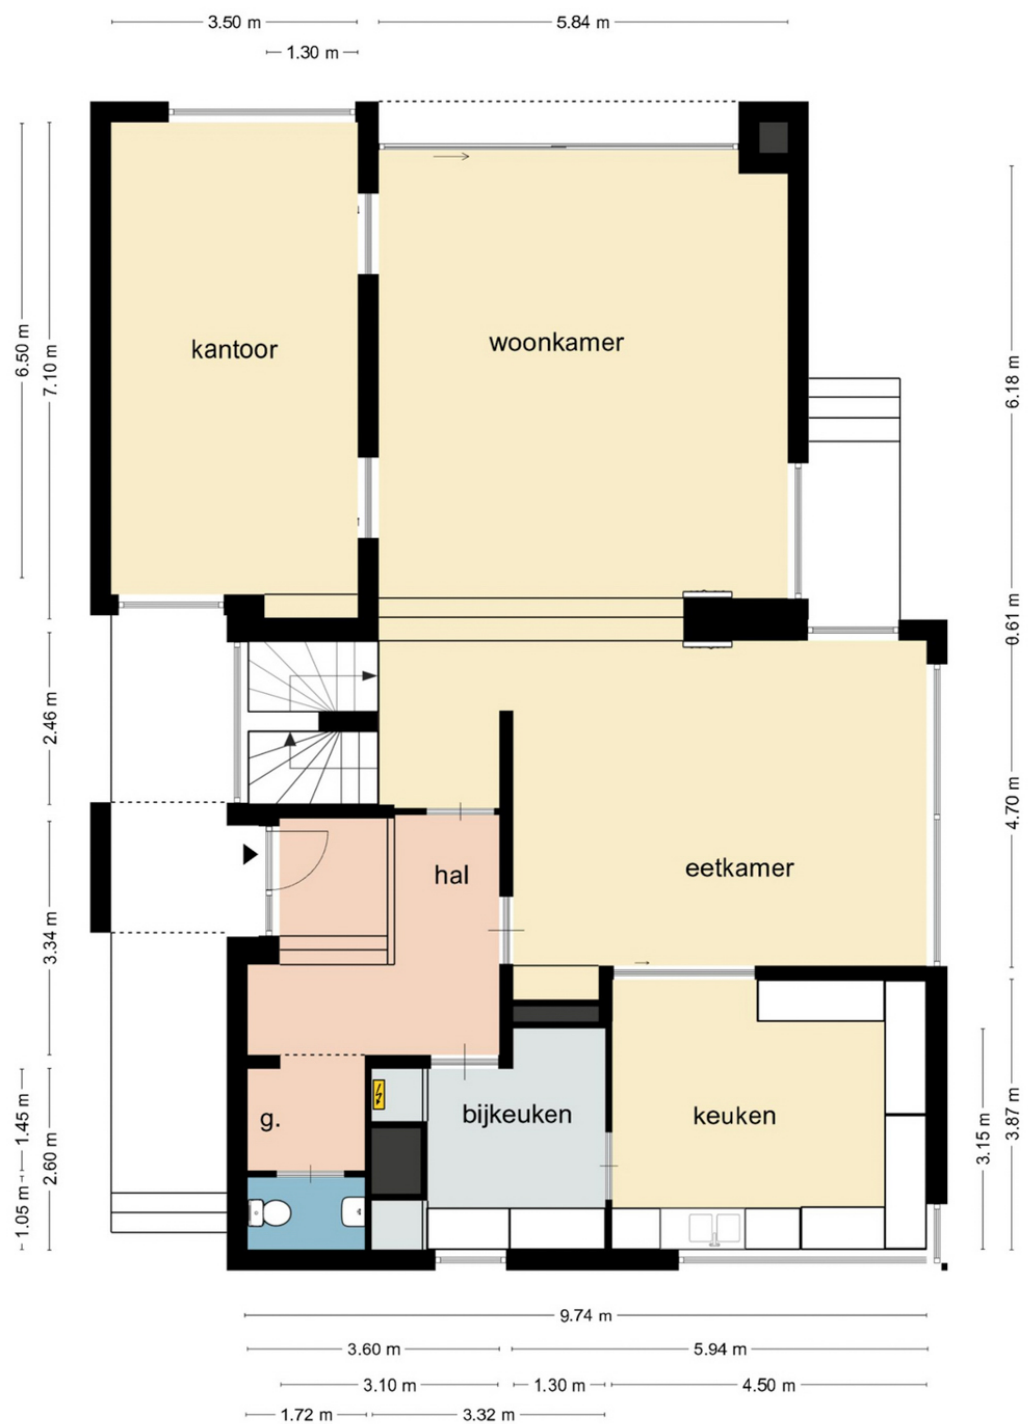 3.50 m
5.84 m
1.30 m
6.50 m
7.10 m
6.18 m
kantoor
woonkamer
0.61 m
2.46 m
4.70 m
hal
eetkamer
3.34 m
g.
bijkeuken
keuken
1.45 m
1.05 m
2.60 m
3.15 m
3.87 m
9.74 m
3.60 m
5.94 m
3.10 m
1.30 m
4.50 m
1.72 m
3.32 m